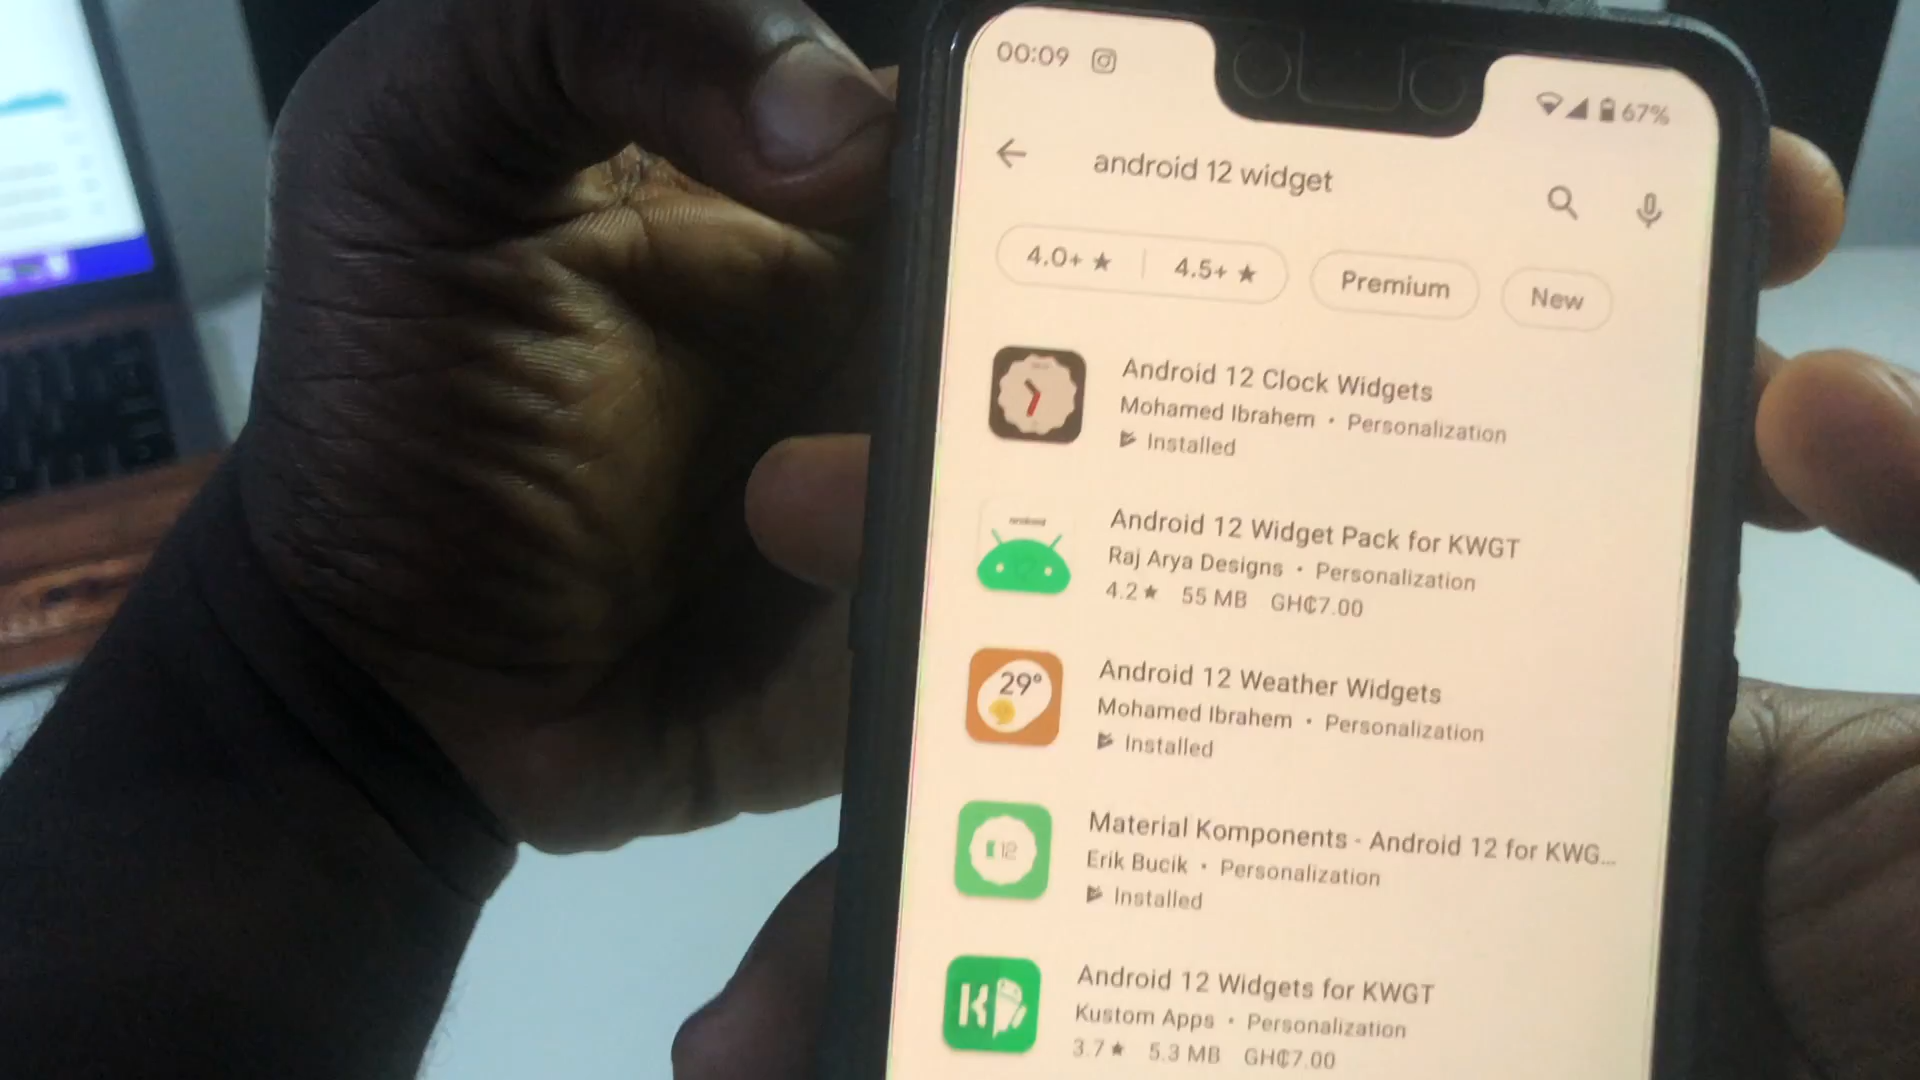 00:09
67%
android 12 widget
4.0+ ★ 4.5+ ★ Premium New
Android 12 Clock Widgets
Mohamed Ibrahem • Personalization
Installed
android
Android 12 Widget Pack for KWGT
Raj Arya Designs • Personalization
4.2 ★ 55 MB GH₵7.00
29°
Android 12 Weather Widgets
Mohamed Ibrahem • Personalization
Installed
12
Material Komponents - Android 12 for KWG...
Erik Bucik • Personalization
Installed
K
Android 12 Widgets for KWGT
Kustom Apps • Personalization
3.7 ★ 5.3 MB GH₵7.00